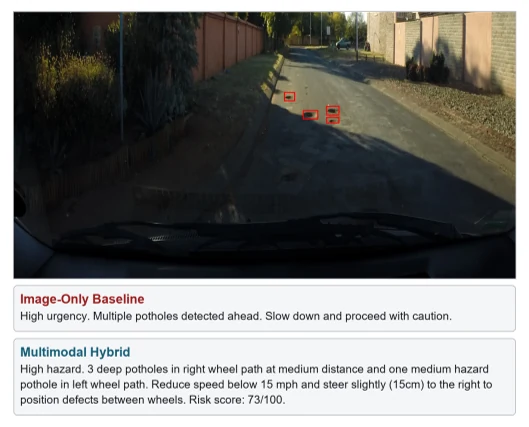 Image-Only Baseline
High urgency. Multiple potholes detected ahead. Slow down and proceed with caution.
Multimodal Hybrid
High hazard. 3 deep potholes in right wheel path at medium distance and one medium hazard
pothole in left wheel path. Reduce speed below 15 mph and steer slightly (15cm) to the right to
position defects between wheels. Risk score: 73/100.